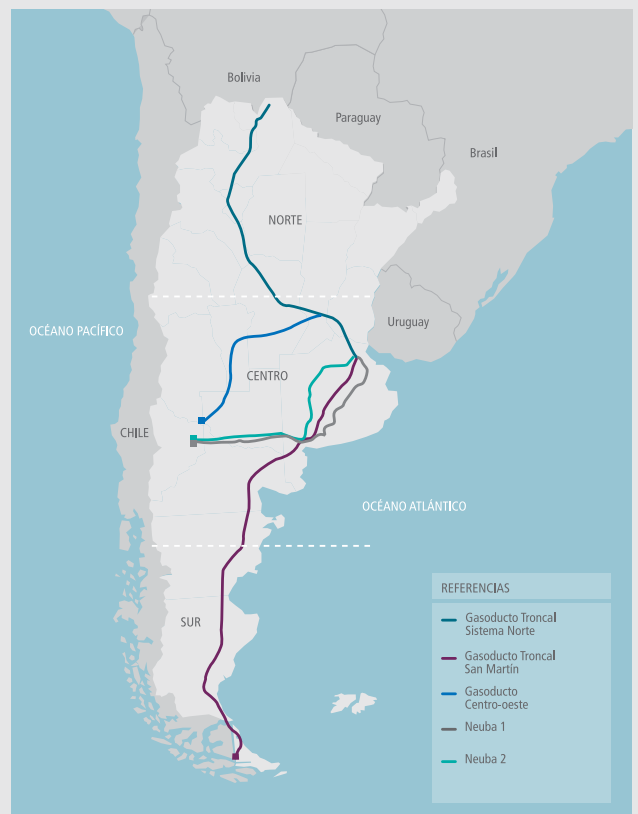 Bolivia
Paraguay
Brasil
NORTE
Uruguay
OCÉANO PACÍFICO
CENTRO
CHILE
OCÉANO ATLÁNTICO
SUR
REFERENCIAS
Gasoducto Troncal
Sistema Norte
Gasoducto Troncal
San Martín
Gasoducto
Centro-oeste
Neuba 1
Neuba 2